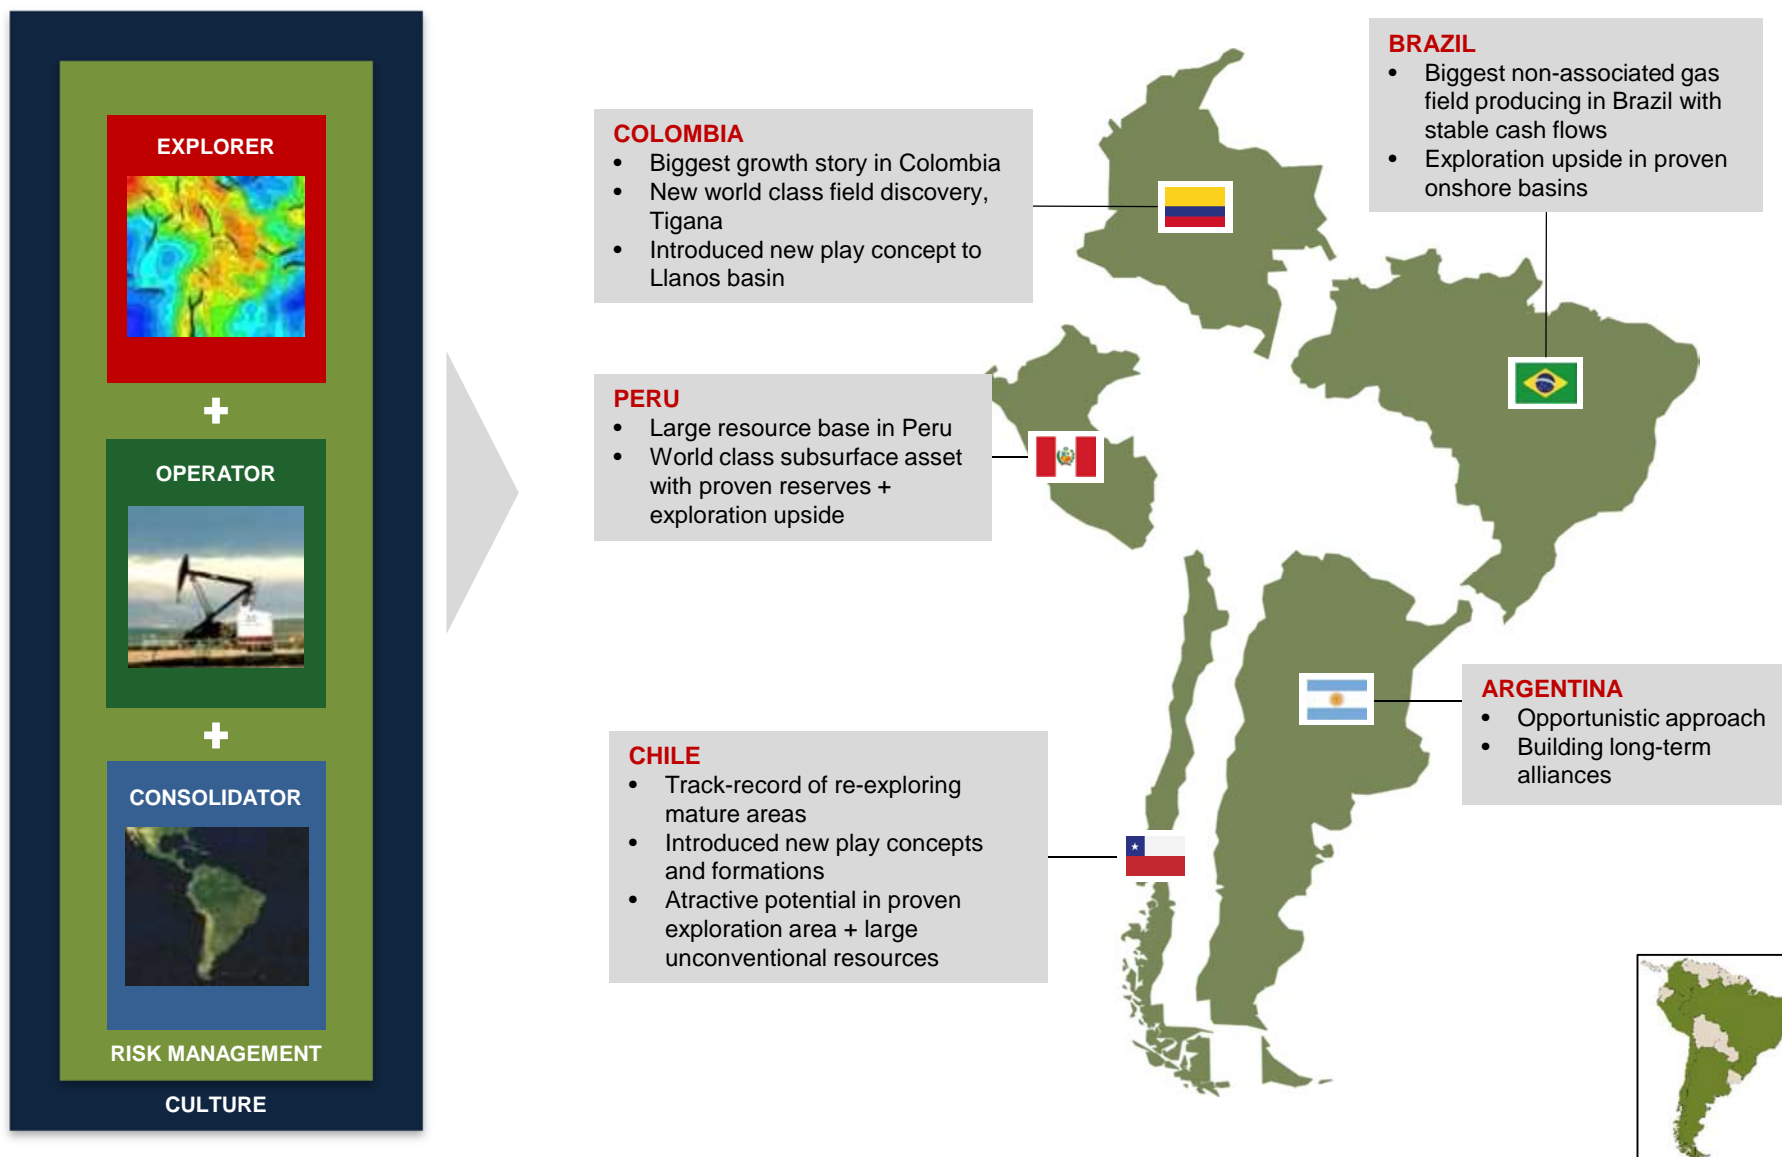 EXPLORER
+
OPERATOR
+
CONSOLIDATOR
RISK MANAGEMENT
CULTURE
COLOMBIA
• Biggest growth story in Colombia
• New world class field discovery,
Tigana
• Introduced new play concept to
Llanos basin
BRAZIL
• Biggest non-associated gas
field producing in Brazil with
stable cash flows
• Exploration upside in proven
onshore basins
PERU
• Large resource base in Peru
• World class subsurface asset
with proven reserves +
exploration upside
ARGENTINA
• Opportunistic approach
• Building long-term
alliances
CHILE
• Track-record of re-exploring
mature areas
• Introduced new play concepts
and formations
• Atractive potential in proven
exploration area + large
unconventional resources